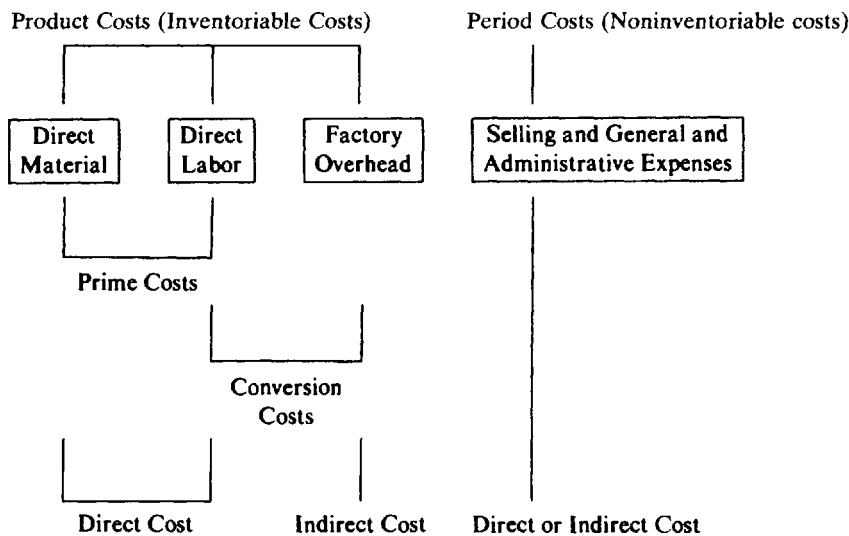 Product Costs (Inventoriable Costs)
Period Costs (Noninventoriable costs)
Direct
Material
Direct
Labor
Factory
Overhead
Selling and General and
Administrative Expenses
Prime Costs
Conversion
Costs
Direct Cost
Indirect Cost
Direct or Indirect Cost